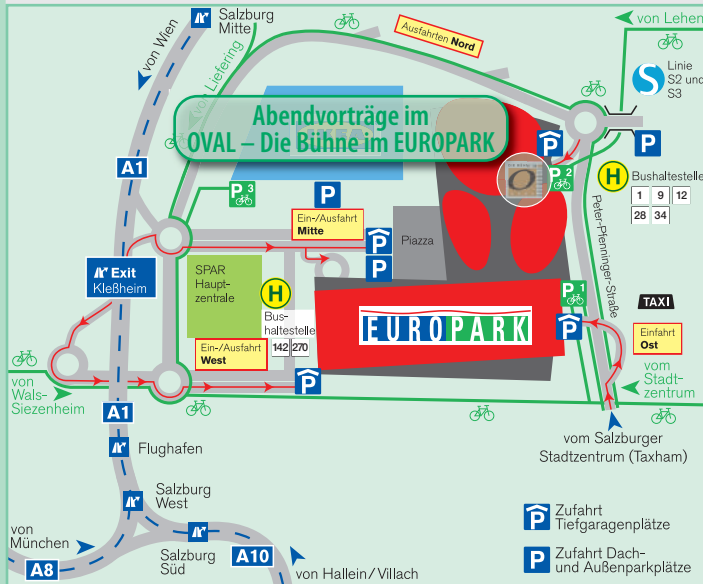 Salzburg
Mitte
von Wien
von Liefering
Ausfahrten Nord
von Lehen
Linie
S2 und
S3
Abendvorträge im
OVAL – Die Bühne im EUROPARK
A1
P 3
P
Ein-/Ausfahrt
Mitte
P
P
Piazza
O
P
P 2
P
H
Bushaltestelle
1 9 12
28 34
Peter-Pfenninger-Straße
Exit
Kleßheim
SPAR
Haupt-
zentrale
H
Bus-
haltestelle
142 270
Ein-/Ausfahrt
West
P
EUROPARK
P 1
P
TAXI
Einfahrt
Ost
vom
Stadt-
zentrum
von
Wals-
Siezenheim
A1
Flughafen
vom Salzburger
Stadtzentrum (Taxham)
Salzburg
West
von
München
A8
Salzburg
Süd
A10
von Hallein/Villach
P
Zufahrt
Tiefgaragenplätze
P
Zufahrt Dach-
und Außenparkplätze